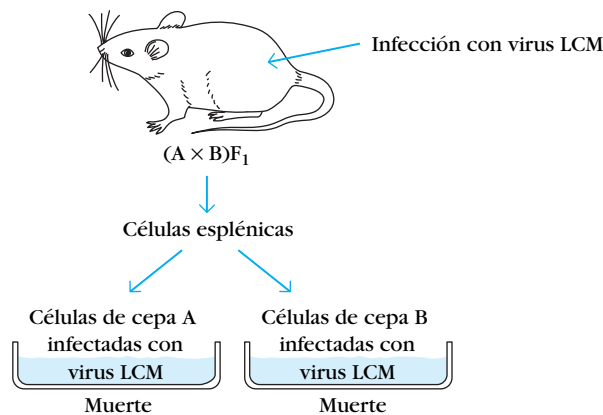 Infección con virus LCM
(A × B)F₁
Células esplénicas
Células de cepa A
infectadas con
virus LCM
Muerte
Células de cepa B
infectadas con
virus LCM
Muerte